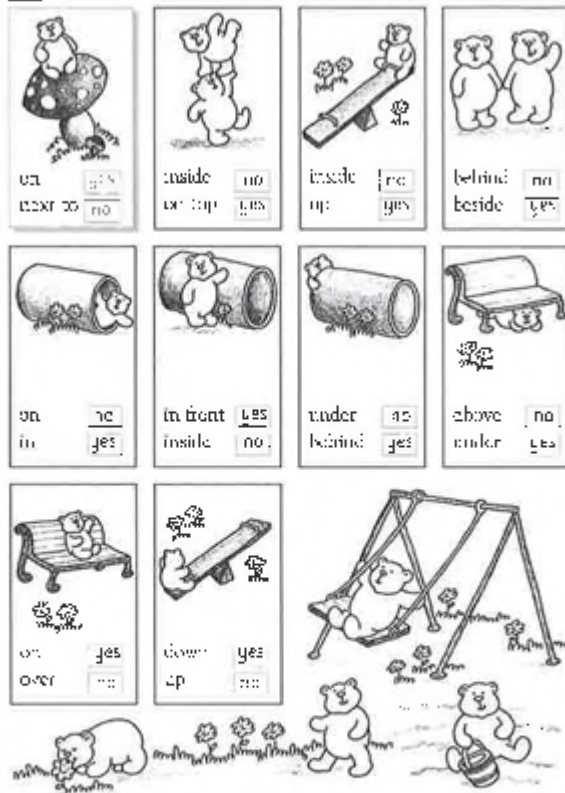 on yes
next to no
inside no
on top yes
inside no
up yes
behind no
beside yes
on no
in yes
in front yes
inside no
under no
behind yes
above no
under yes
on yes
over no
down yes
up no